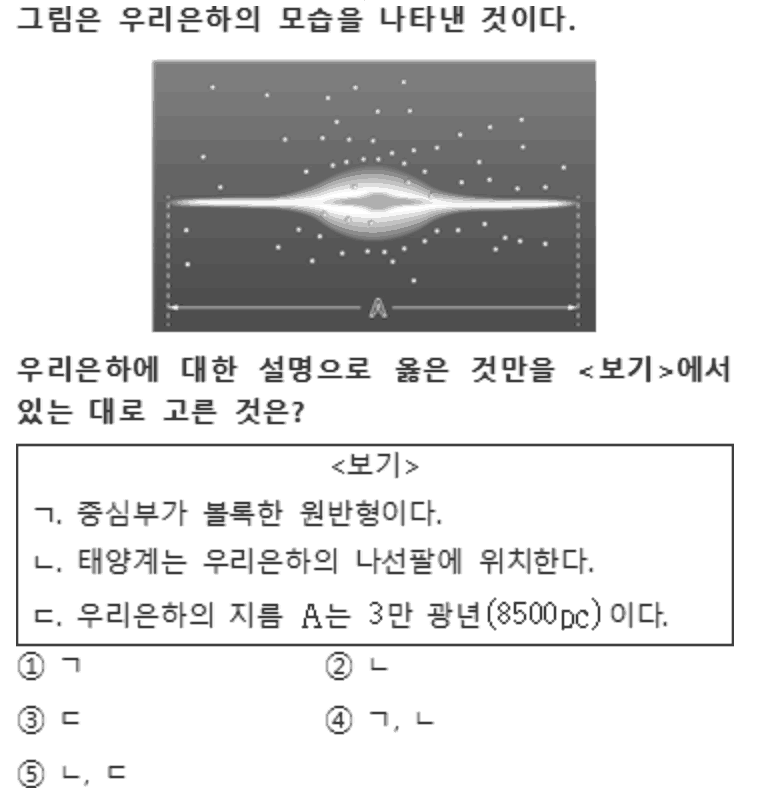 그림은 우리은하의 모습을 나타낸 것이다.
A
우리은하에 대한 설명으로 옳은 것만을 <보기>에서
있는 대로 고른 것은?
<보기>
ㄱ. 중심부가 볼록한 원반형이다.
ㄴ. 태양계는 우리은하의 나선팔에 위치한다.
ㄷ. 우리은하의 지름 A는 3만 광년(8500pc)이다.
① ㄱ ② ㄴ
③ ㄷ ④ ㄱ, ㄴ
⑤ ㄴ, ㄷ